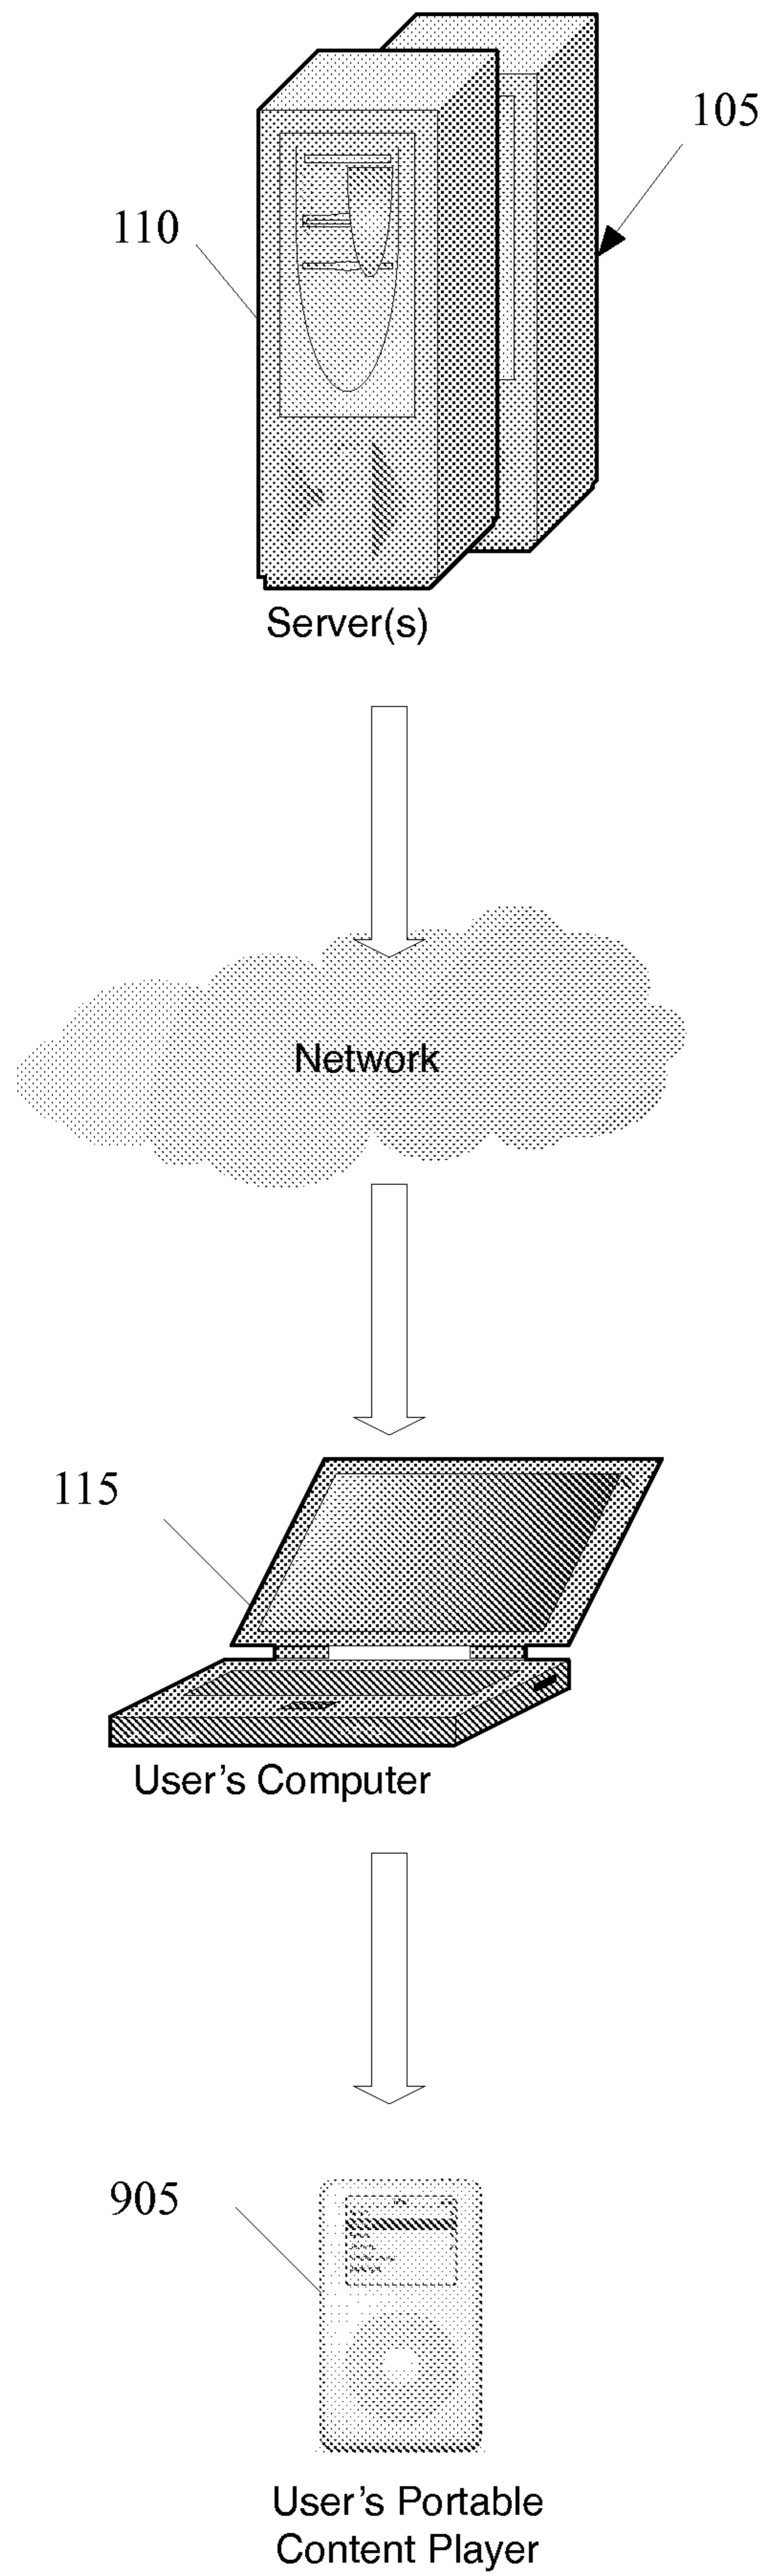 105
110
Server(s)
Network
115
User's Computer
905
User's Portable
Content Player